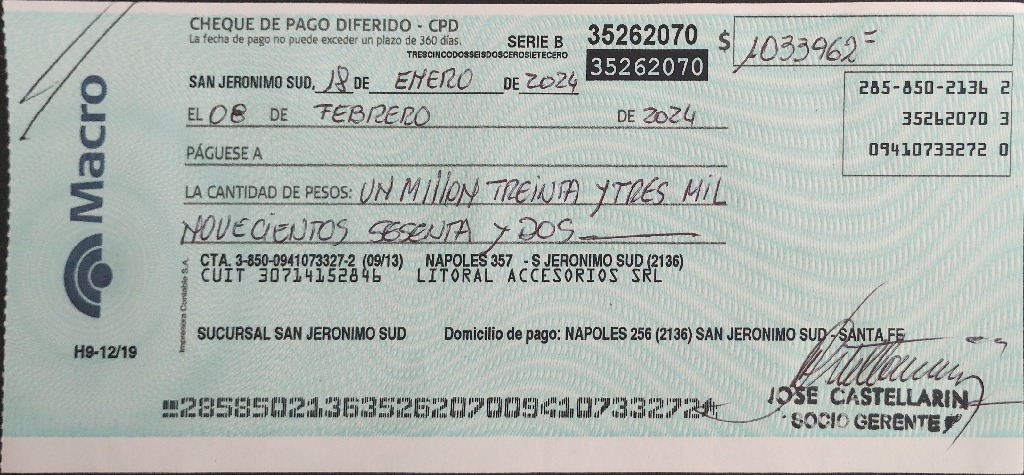 CHEQUE DE PAGO DIFERIDO - CPD
La fecha de pago no puede exceder un plazo de 360 días.
SERIE B 35262070
TRESCINCODOSSEISDOSCEROSIETECERO
35262070
$ 1033962=
SAN JERONIMO SUD, 18 DE ENERO DE 2024
285-850-2136 2
35262070 3
09410733272 0
EL 08 DE FEBRERO DE 2024
PÁGUESE A
LA CANTIDAD DE PESOS: UN MILLON TREINTA Y TRES MIL
NOVECIENTOS SESENTA Y DOS
CTA. 3-850-0941073327-2 (09/13) NAPOLES 357 - S JERONIMO SUD (2136)
CUIT 30714152846 LITORAL ACCESORIOS SRL
SUCURSAL SAN JERONIMO SUD Domicilio de pago: NAPOLES 256 (2136) SAN JERONIMO SUD - SANTA FE
Macro
H9-12/19
Impresora Contable S.A.
28585021363526207009410733272
JOSE CASTELLARIN
SOCIO GERENTE